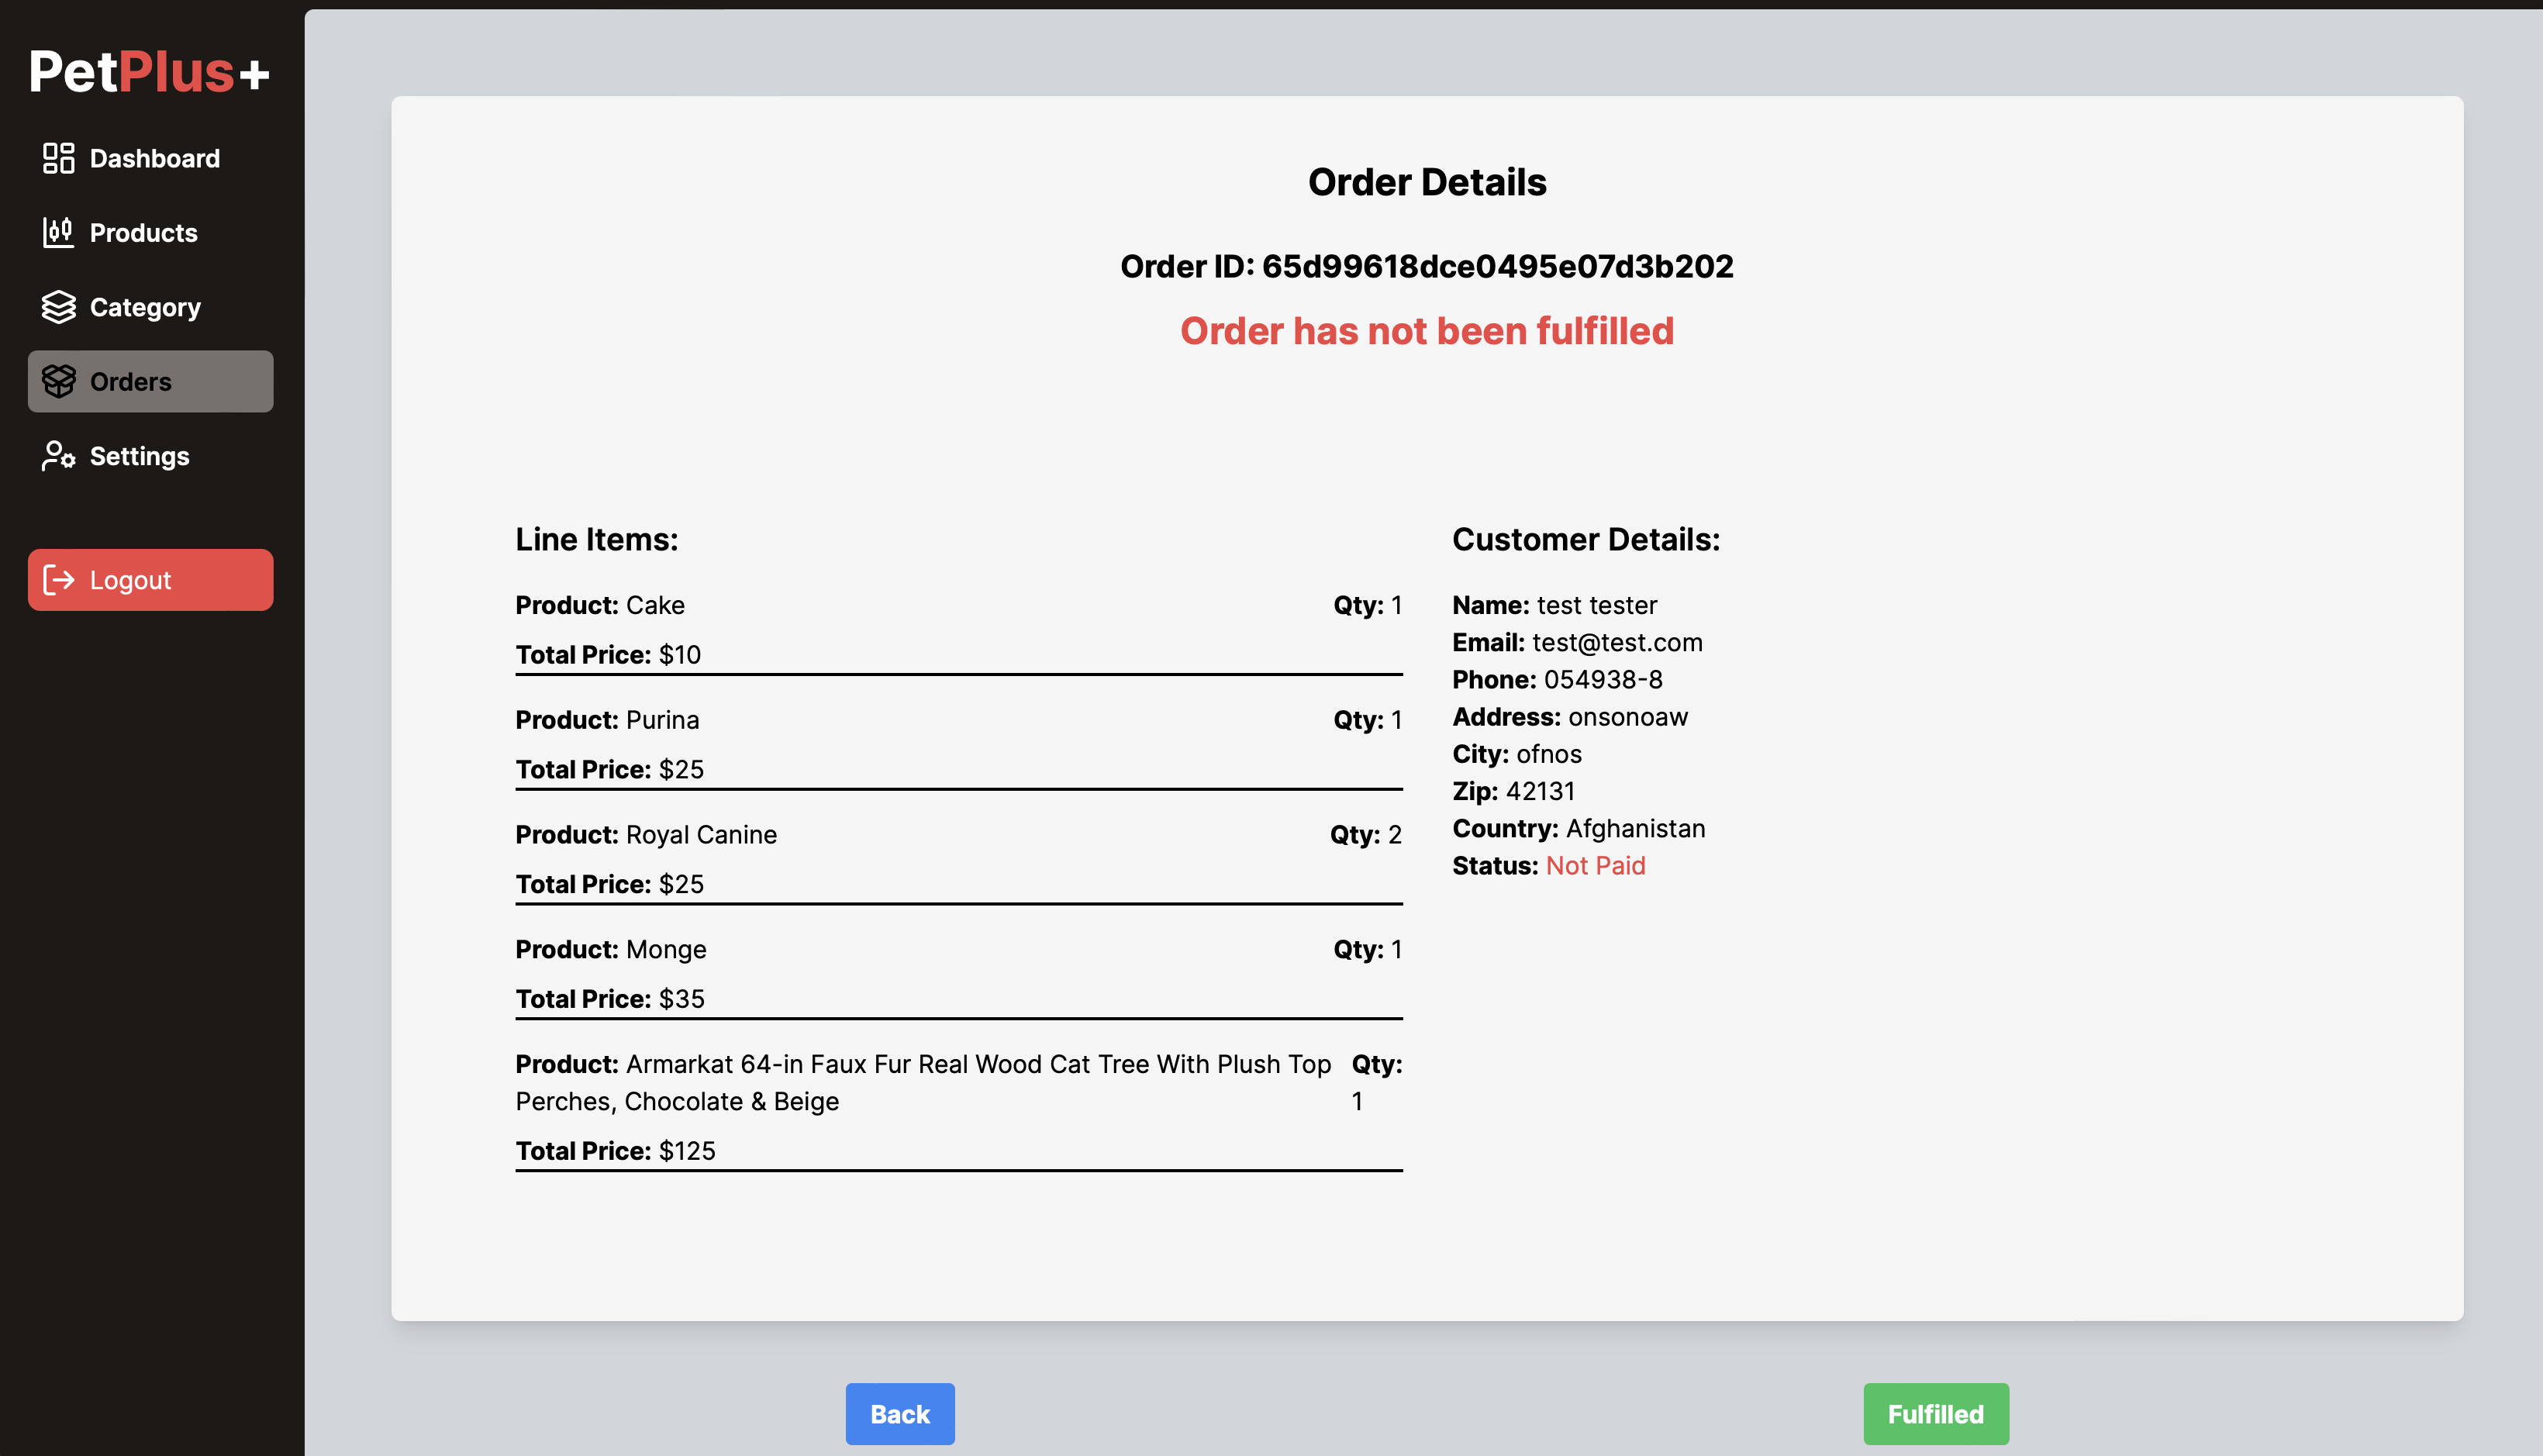 PetPlus+
Dashboard
Products
Category
Orders
Settings
Logout
Order Details
Order ID: 65d99618dce0495e07d3b202
Order has not been fulfilled
Line Items:
Product: Cake Qty: 1
Total Price: $10
Product: Purina Qty: 1
Total Price: $25
Product: Royal Canine Qty: 2
Total Price: $25
Product: Monge Qty: 1
Total Price: $35
Product: Armarkat 64-in Faux Fur Real Wood Cat Tree With Plush Top Qty:
Perches, Chocolate & Beige 1
Total Price: $125
Customer Details:
Name: test tester
Email: test@test.com
Phone: 054938-8
Address: onsonoaw
City: ofnos
Zip: 42131
Country: Afghanistan
Status: Not Paid
Back
Fulfilled